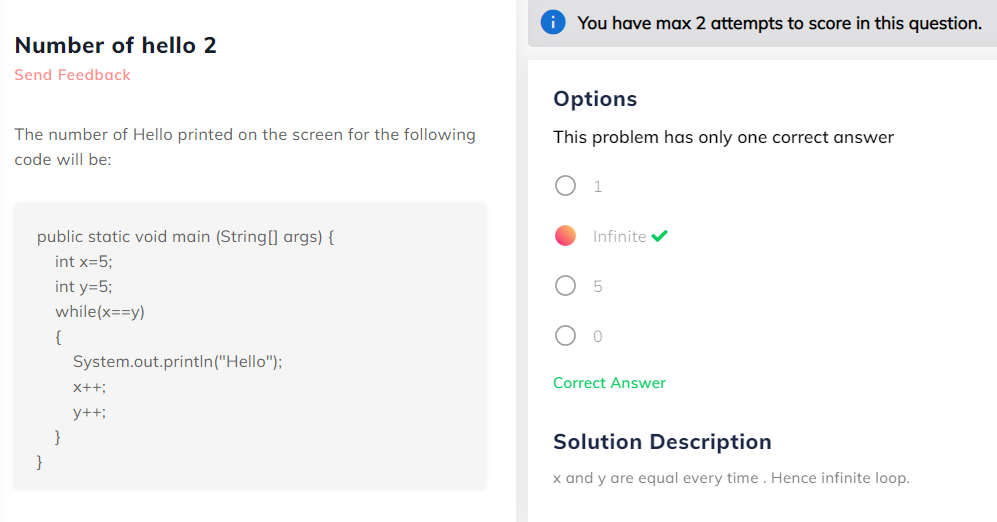 Number of hello 2
Send Feedback
The number of Hello printed on the screen for the following
code will be:
public static void main (String[] args) {
int x=5;
int y=5;
while(x==y)
{
System.out.println("Hello");
x++;
y++;
}
}
You have max 2 attempts to score in this question.
Options
This problem has only one correct answer
1
Infinite
5
0
Correct Answer
Solution Description
x and y are equal every time . Hence infinite loop.